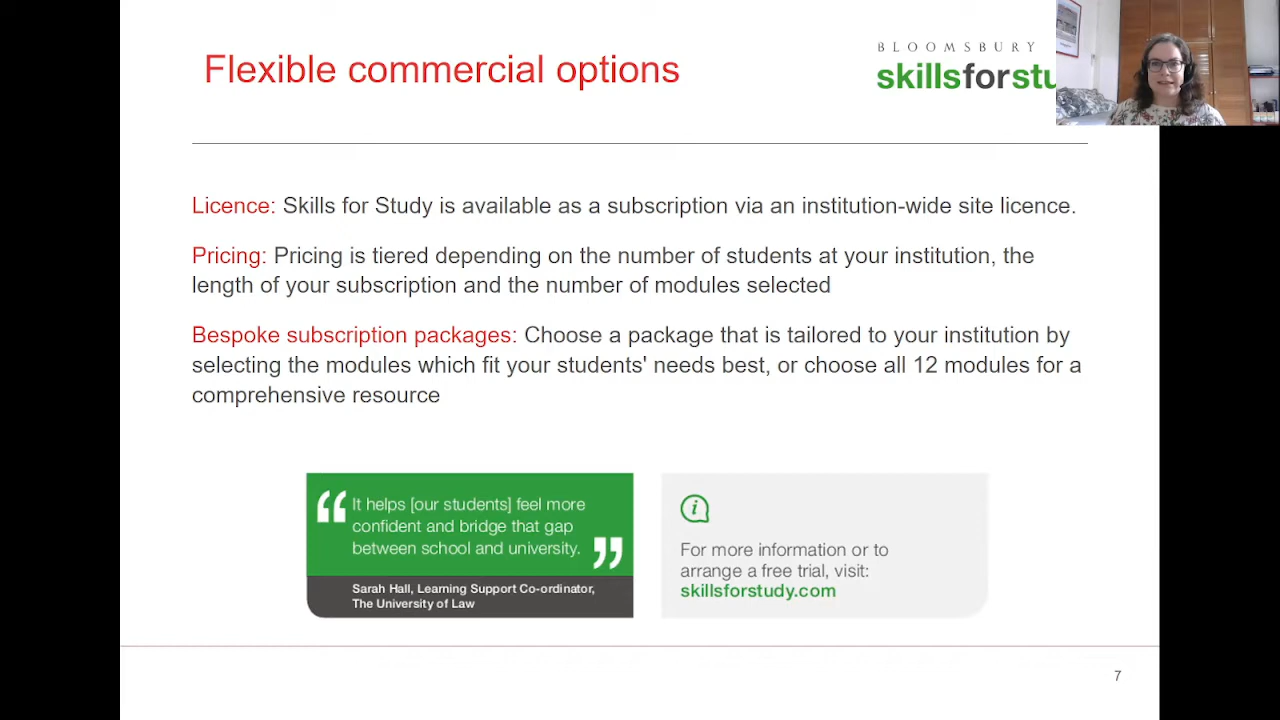 Flexible commercial options
BLOOMSBURY
skillsforstu
Licence: Skills for Study is available as a subscription via an institution-wide site licence.
Pricing: Pricing is tiered depending on the number of students at your institution, the
length of your subscription and the number of modules selected
Bespoke subscription packages: Choose a package that is tailored to your institution by
selecting the modules which fit your students' needs best, or choose all 12 modules for a
comprehensive resource
“It helps [our students] feel more
confident and bridge that gap
between school and university.”
Sarah Hall, Learning Support Co-ordinator,
The University of Law
i
For more information or to
arrange a free trial, visit:
skillsforstudy.com
7